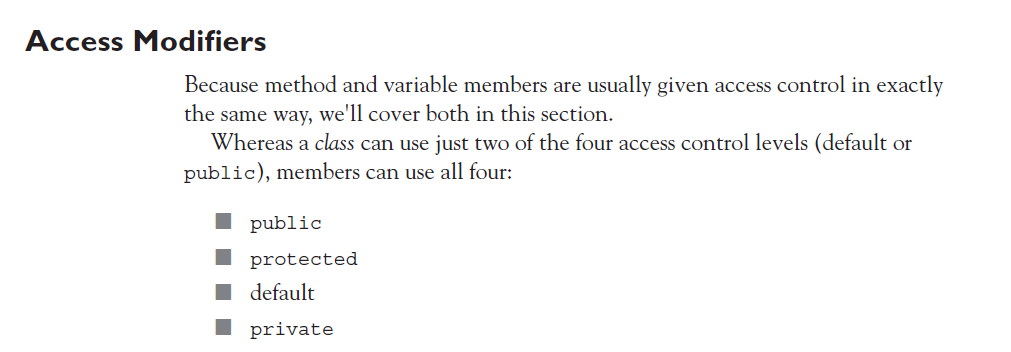 Access Modifiers
Because method and variable members are usually given access control in exactly
the same way, we'll cover both in this section.
Whereas a class can use just two of the four access control levels (default or
public), members can use all four:
public
protected
default
private